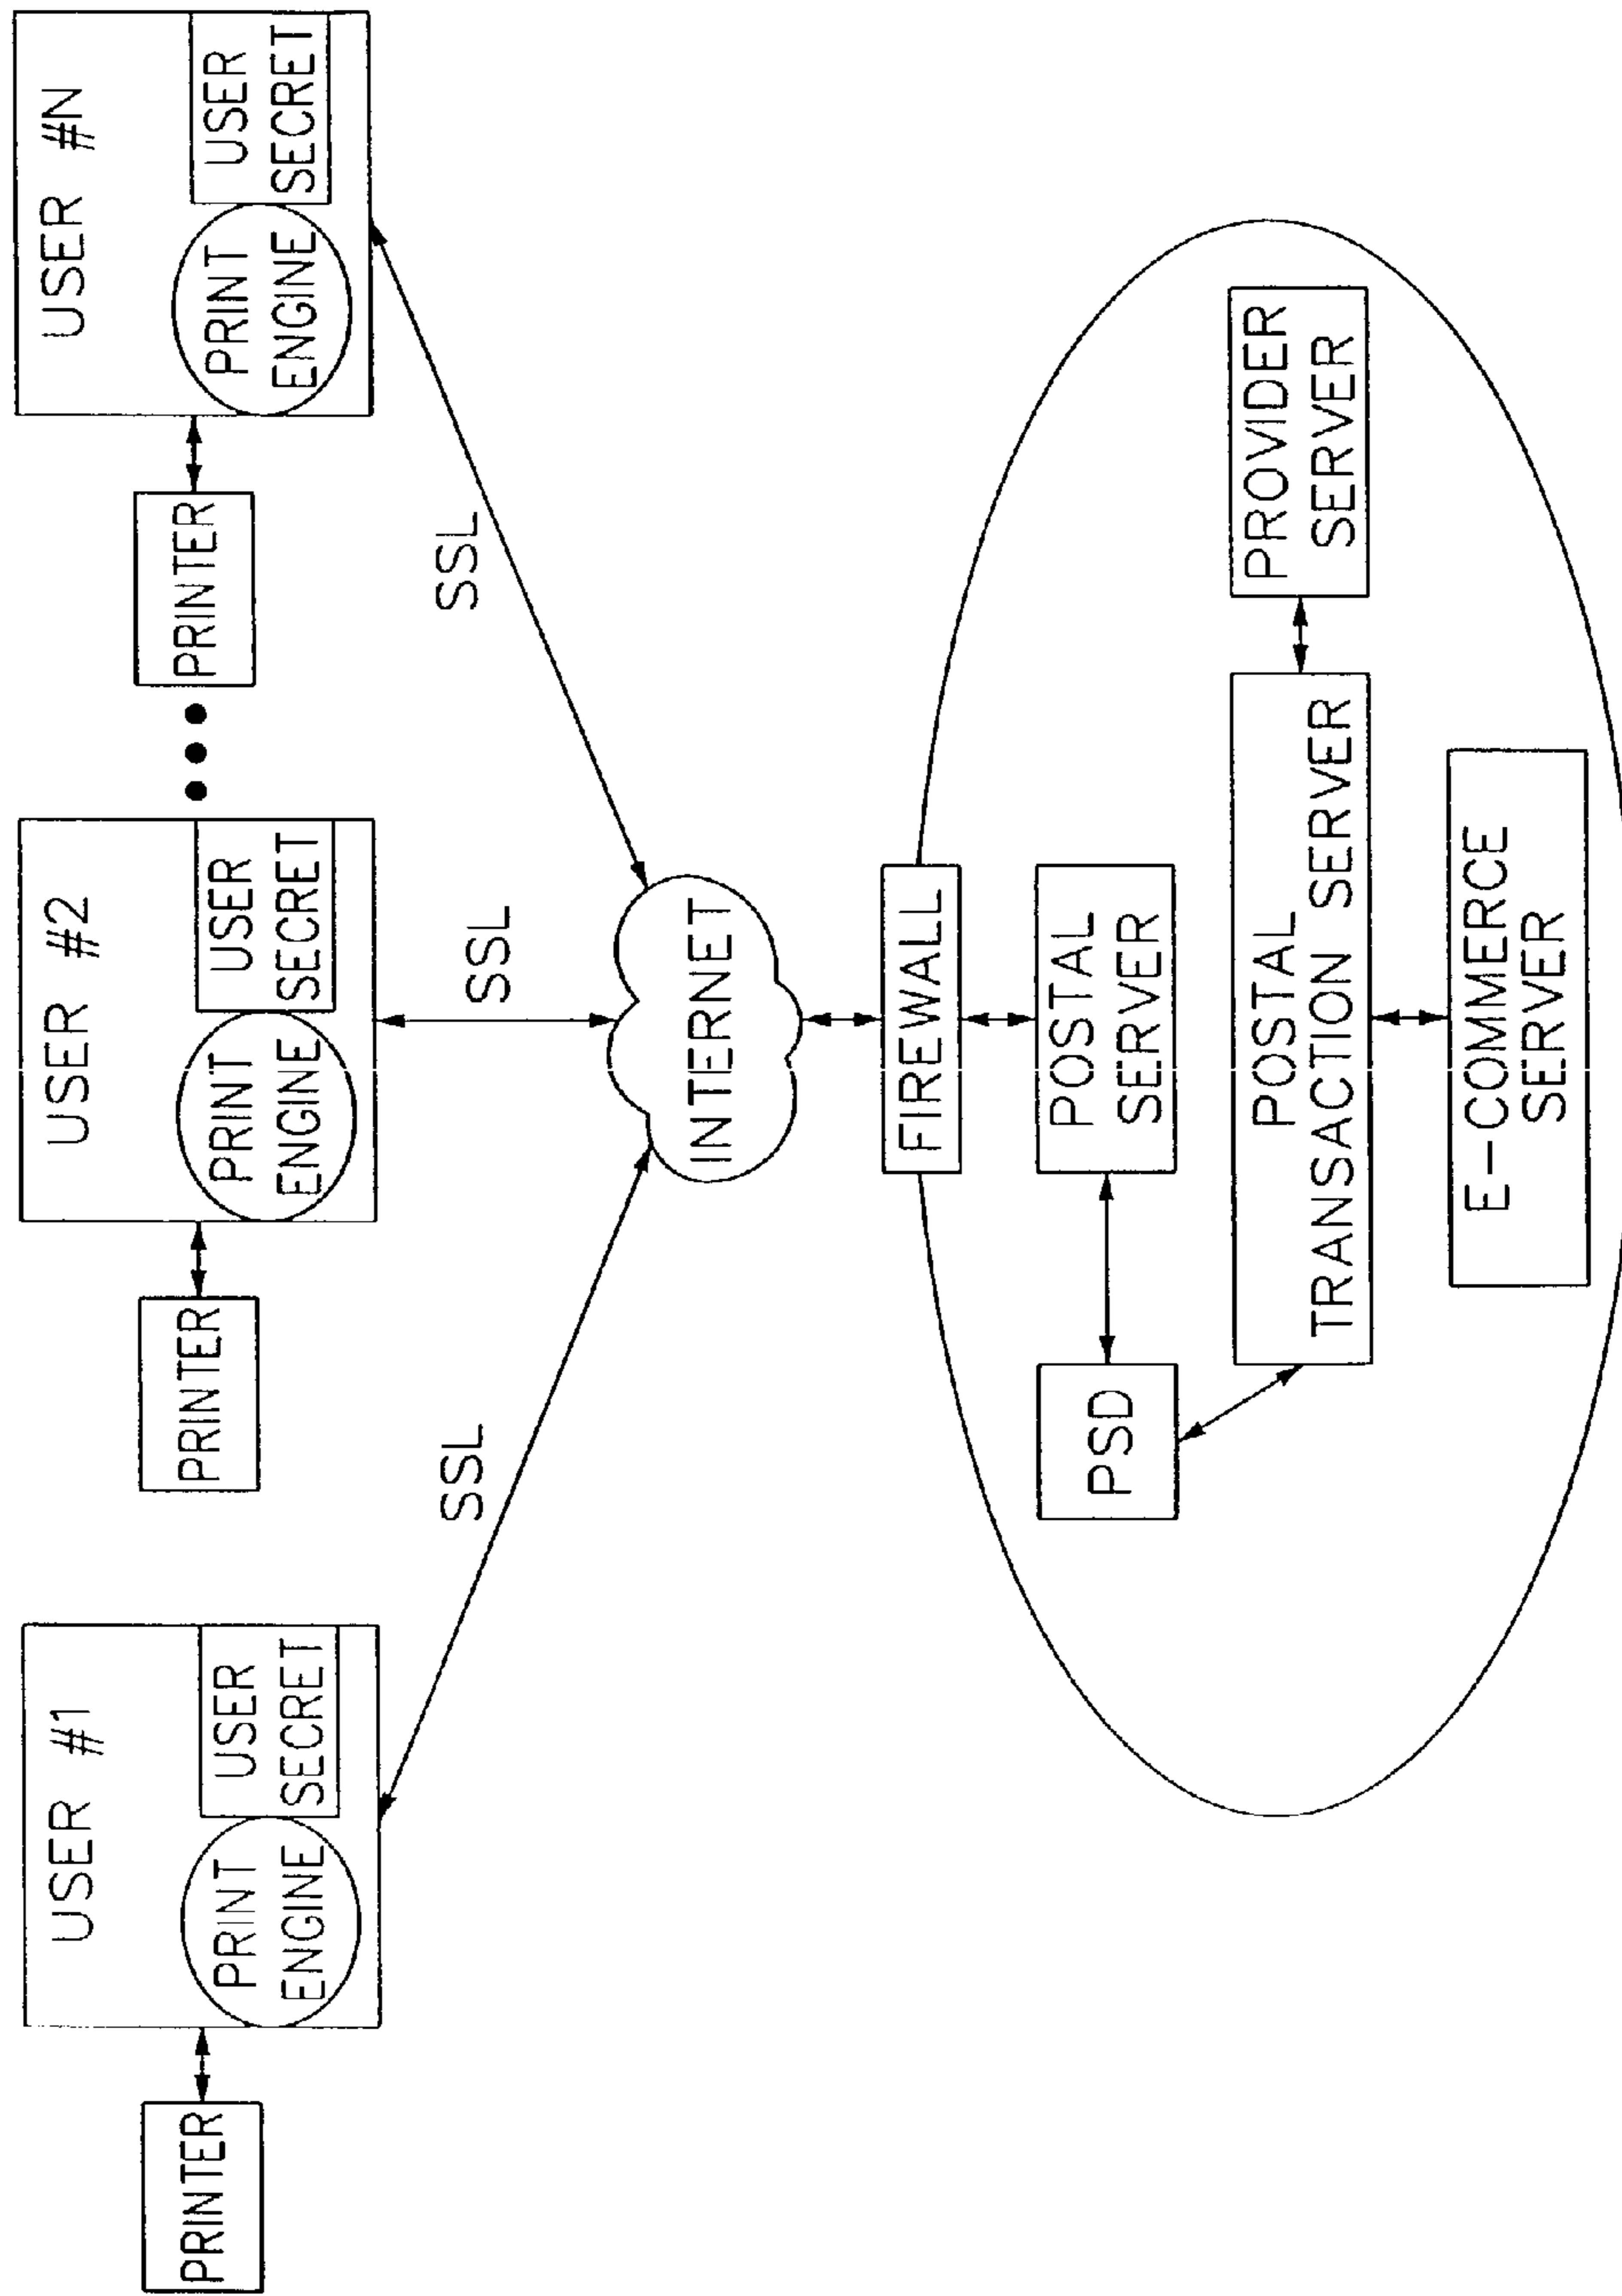 USER #1
PRINT
ENGINE
USER
SECRET
PRINTER
USER #2
PRINT
ENGINE
USER
SECRET
PRINTER
USER #N
PRINT
ENGINE
USER
SECRET
PRINTER
SSL
SSL
SSL
INTERNET
FIREWALL
PSD
POSTAL
SERVER
POSTAL
TRANSACTION SERVER
PROVIDER
SERVER
E-COMMERCE
SERVER